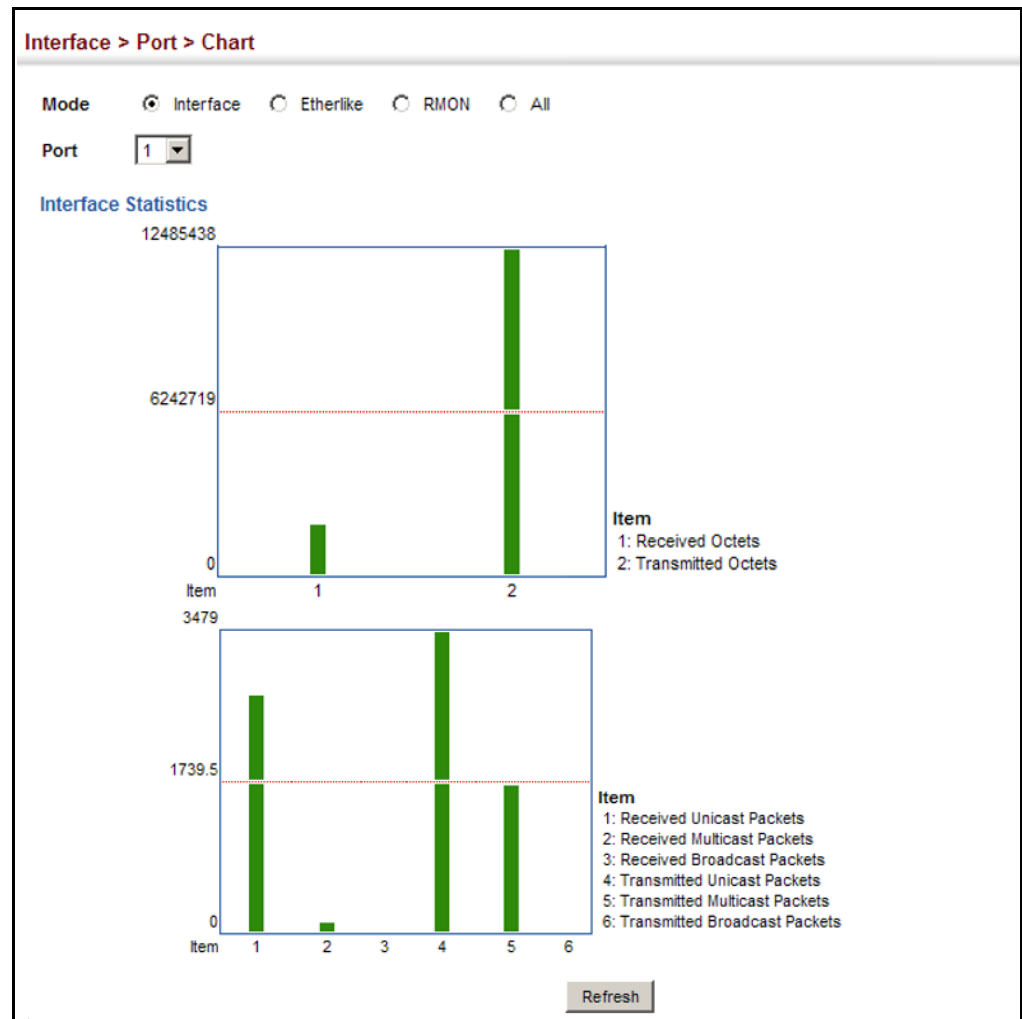 Interface > Port > Chart
Mode Interface Etherlike RMON All
Port 1
Interface Statistics
12485438
6242719
0
Item 1 2
Item
1: Received Octets
2: Transmitted Octets
3479
1739.5
0
Item 1 2 3 4 5 6
Item
1: Received Unicast Packets
2: Received Multicast Packets
3: Received Broadcast Packets
4: Transmitted Unicast Packets
5: Transmitted Multicast Packets
6: Transmitted Broadcast Packets
Refresh